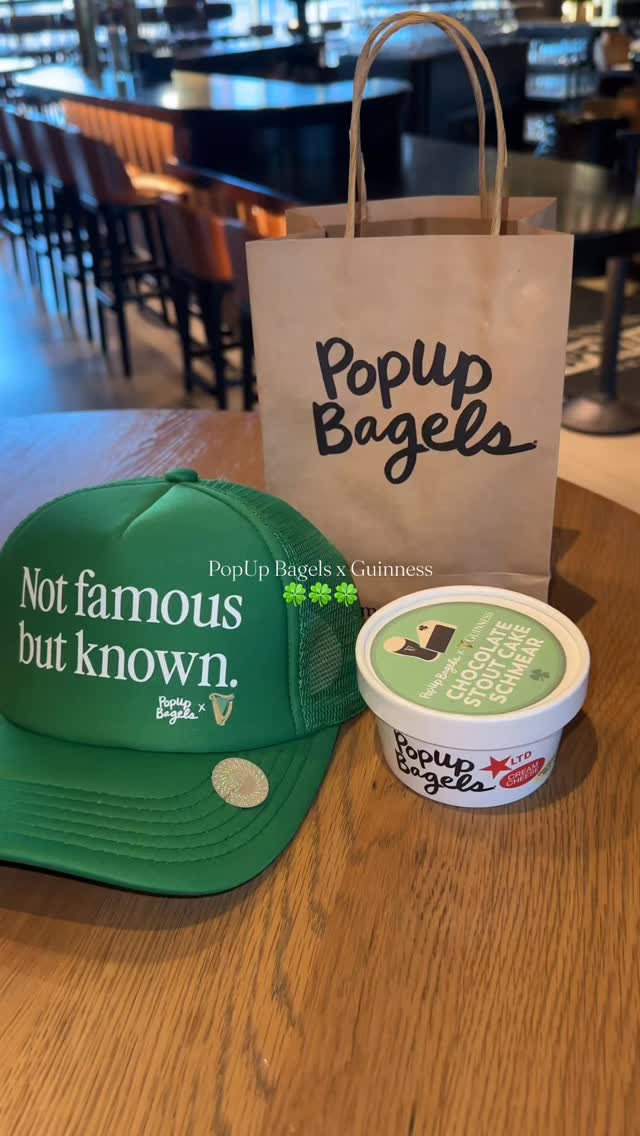 PopUp
Bagels
Not famous
but known.
PopUp
Bagels x
PopUp Bagels x Guinness
☘️☘️☘️
PopUp Bagels x GUINNESS
CHOCOLATE
STOUT CAKE
SCHMEAR
PopUp
Bagels
LTD
CREAM
CHEESE